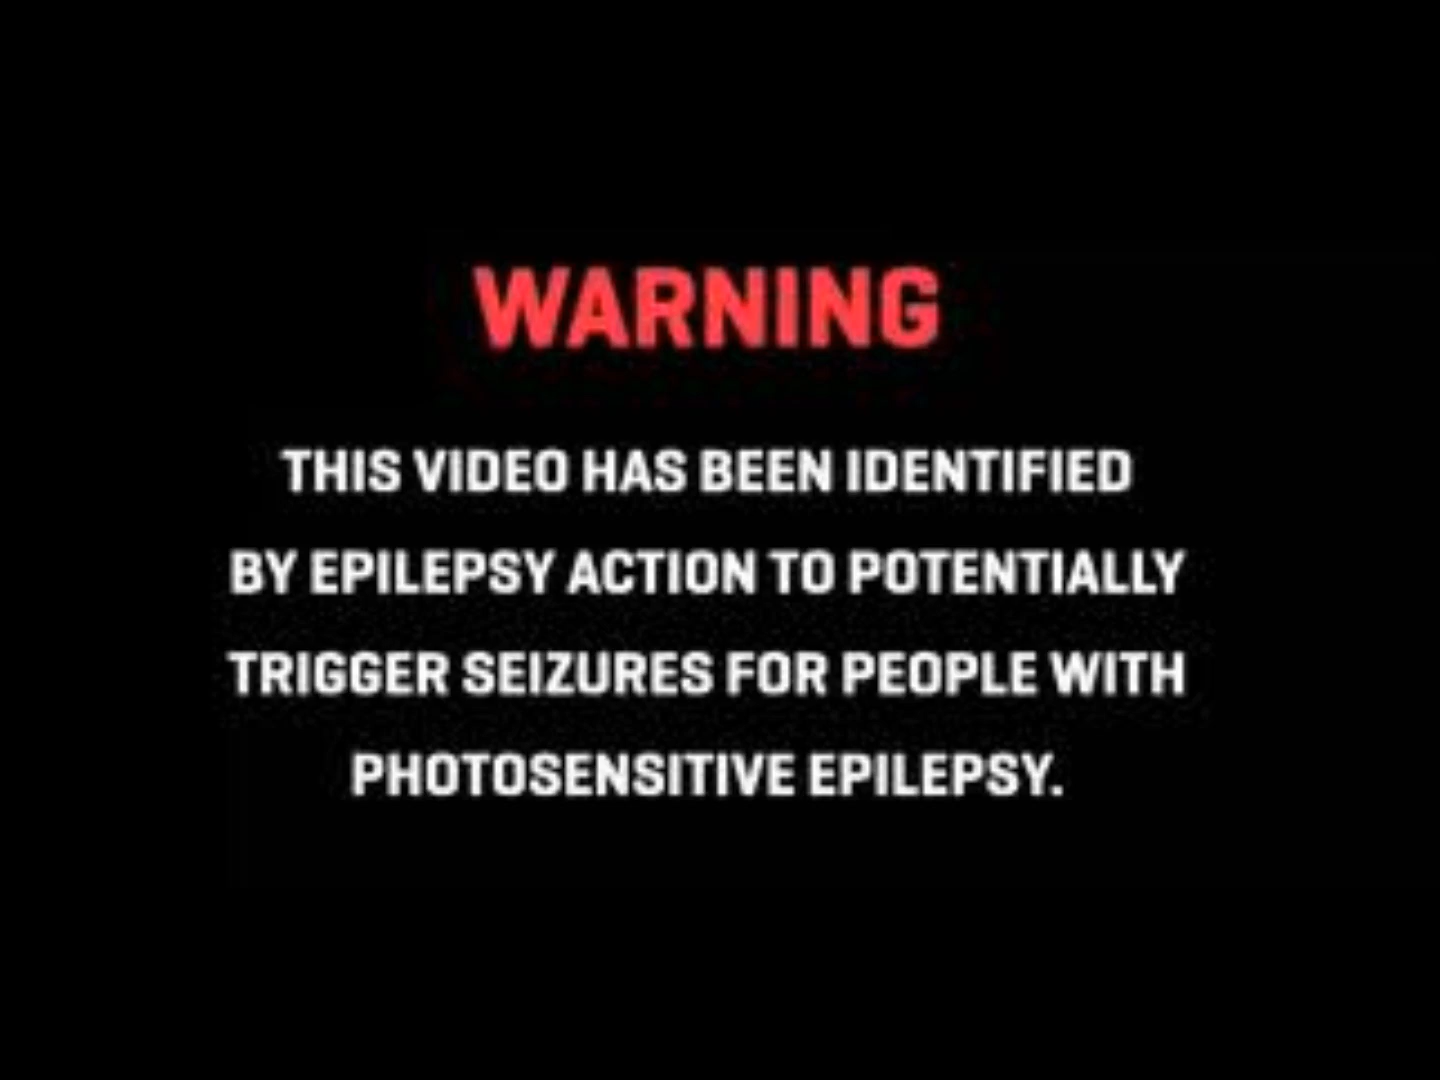 WARNING
THIS VIDEO HAS BEEN IDENTIFIED
BY EPILEPSY ACTION TO POTENTIALLY
TRIGGER SEIZURES FOR PEOPLE WITH
PHOTOSENSITIVE EPILEPSY.